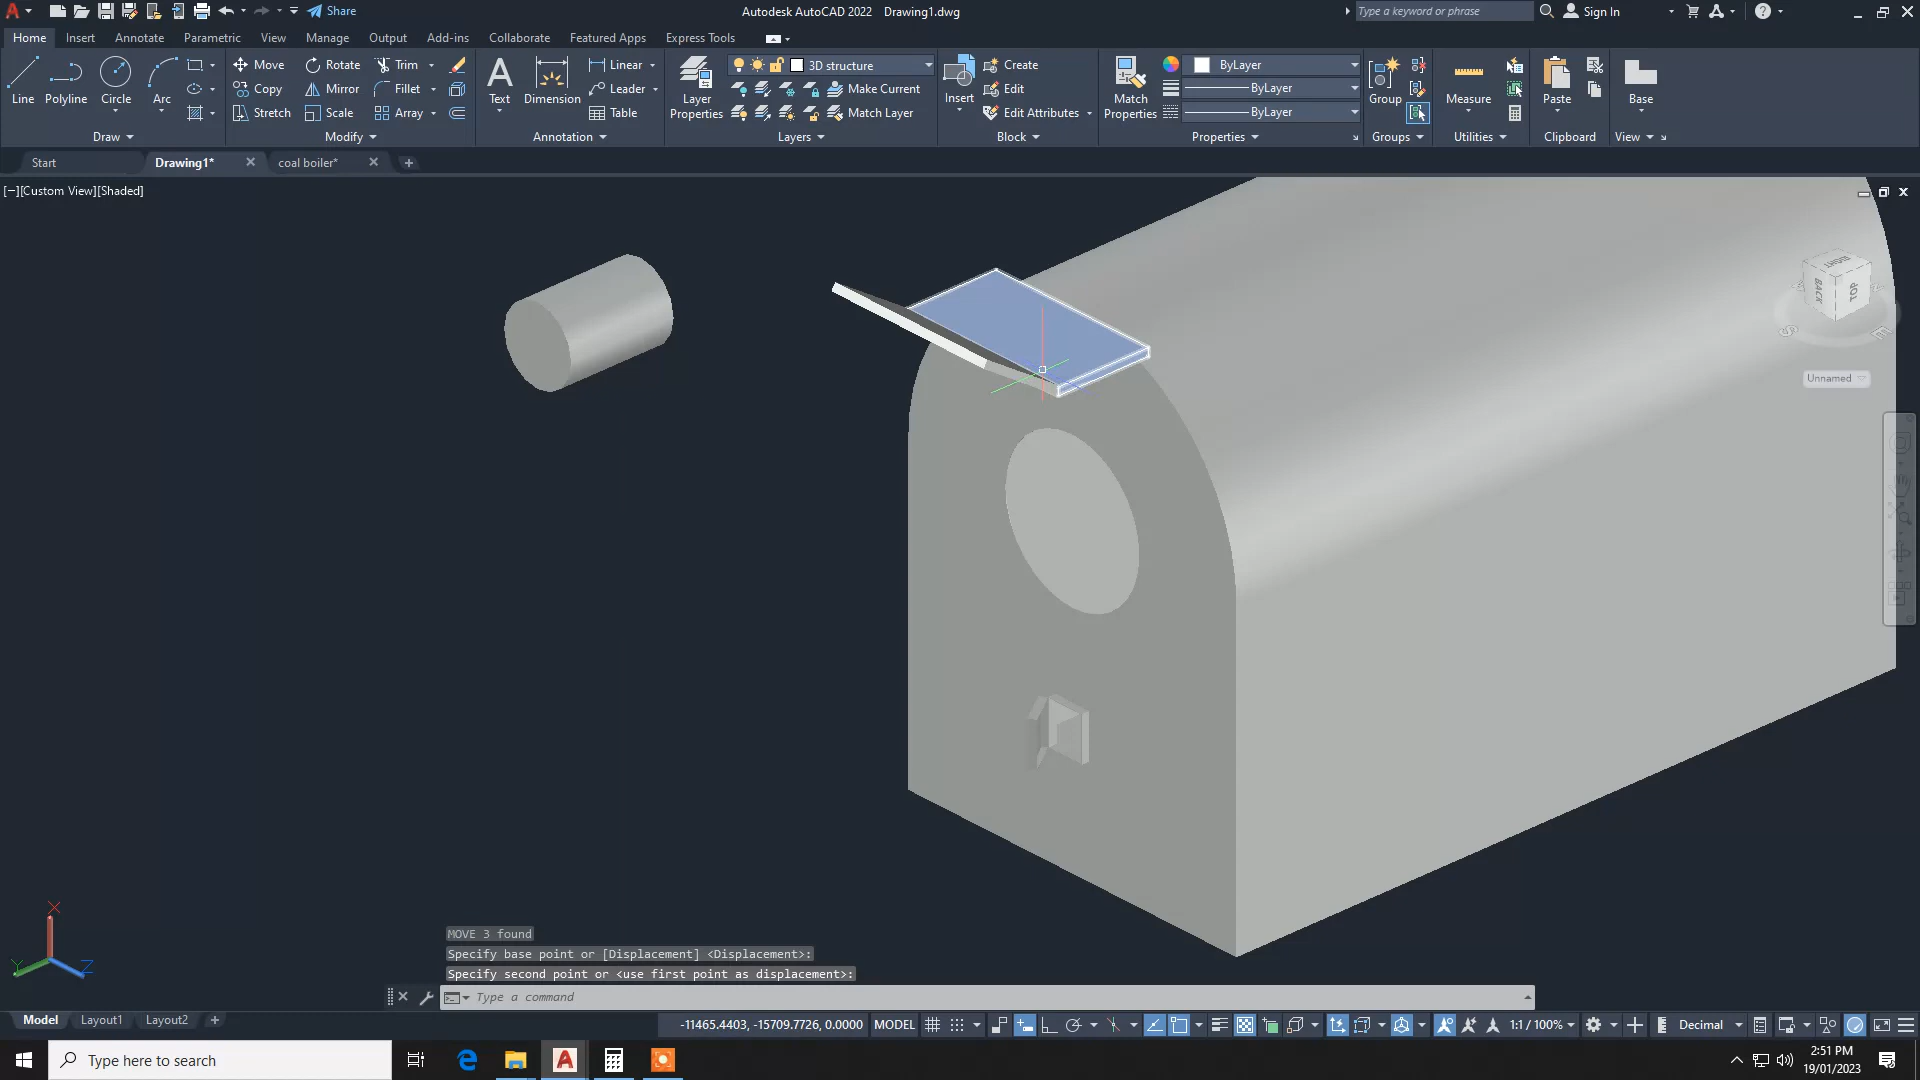 Share
Autodesk AutoCAD 2022 Drawing1.dwg
Type a keyword or phrase
Sign In
Home Insert Annotate Parametric View Manage Output Add-ins Collaborate Featured Apps Express Tools
Line
Polyline
Circle
Arc
Move
Rotate
Trim
Copy
Mirror
Fillet
Stretch
Scale
Array
Text
Dimension
Linear
Leader
Table
Layer
Properties
3D structure
Make Current
Match Layer
Insert
Create
Edit
Edit Attributes
Match
Properties
ByLayer
ByLayer
ByLayer
Group
Measure
Paste
Base
Draw
Modify
Annotation
Layers
Block
Properties
Groups
Utilities
Clipboard
View
Start
Drawing1*
coal boiler*
[−][Custom View][Shaded]
RIGHT
BACK
TOP
S
E
Unnamed
X
Y
Z
MOVE 3 found
Specify base point or [Displacement] <Displacement>:
Specify second point or <use first point as displacement>:
Type a command
Model Layout1 Layout2
-11465.4403, -15709.7726, 0.0000 MODEL
1:1 / 100%
Decimal
Type here to search
2:51 PM
19/01/2023